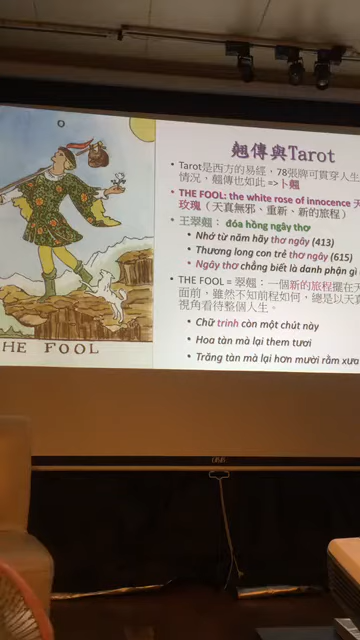 翹傳與Tarot
• Tarot是西方的易經，78張牌可貫穿人生
情況，翹傳也如此 =>卜翹
• THE FOOL: the white rose of innocence 天
玫瑰（天真無邪、重新、新的旅程）
• 王翠翹： đóa hồng ngây thơ
• Nhớ từ năm hãy thơ ngây (413)
• Thương long con trẻ thơ ngây (615)
• Ngây thơ chẳng biết là danh phận gì
• THE FOOL = 翠翹：一個新的旅程擺在
面前，雖然不知前程如何，總是以天
視角看待整個人生。
• Chữ trinh còn một chút này
• Hoa tàn mà lại them tươi
• Trăng tàn mà lại hơn mười rằm xưa
0
THE FOOL